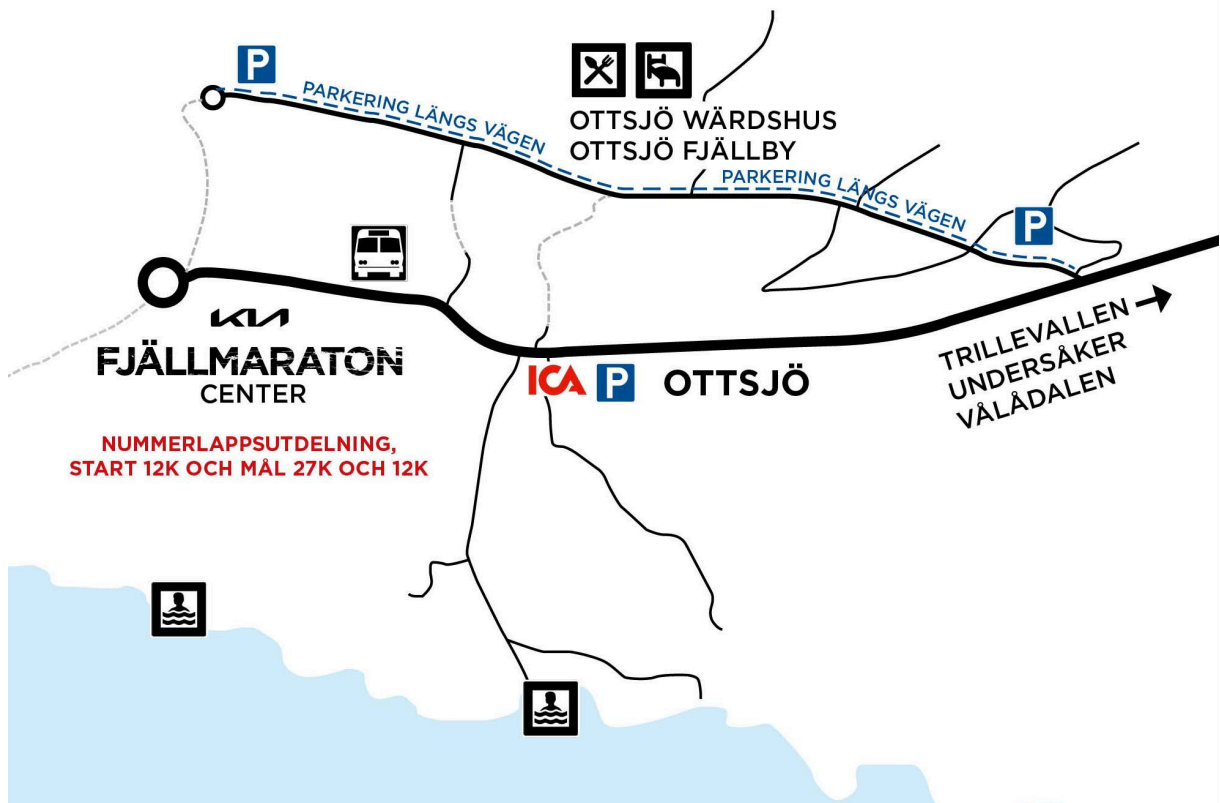 P
PARKERING LÄNGS VÄGEN
OTTSJÖ WÄRDSHUS
OTTSJÖ FJÄLLBY
PARKERING LÄNGS VÄGEN
P
KIA
FJÄLLMARATON
CENTER
NUMMERLAPPSUTDELNING,
START 12K OCH MÅL 27K OCH 12K
ICA P OTTSJÖ
TRILLEVALLEN
UNDERSÅKER
VÅLÅDALEN